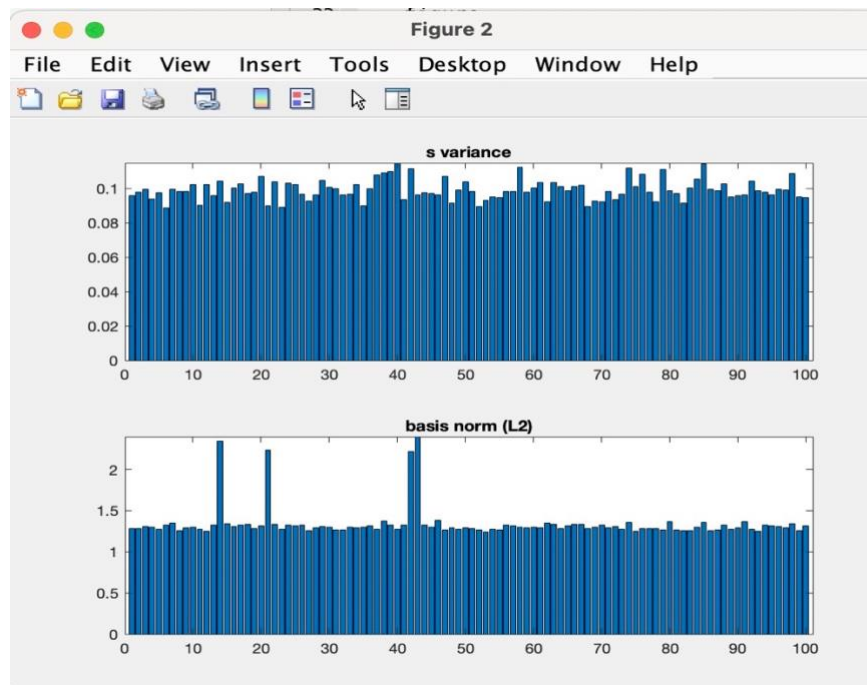 Figure 2
File Edit View Insert Tools Desktop Window Help
s variance
0.1
0.08
0.06
0.04
0.02
0
0 10 20 30 40 50 60 70 80 90 100
basis norm (L2)
2
1.5
1
0.5
0
0 10 20 30 40 50 60 70 80 90 100